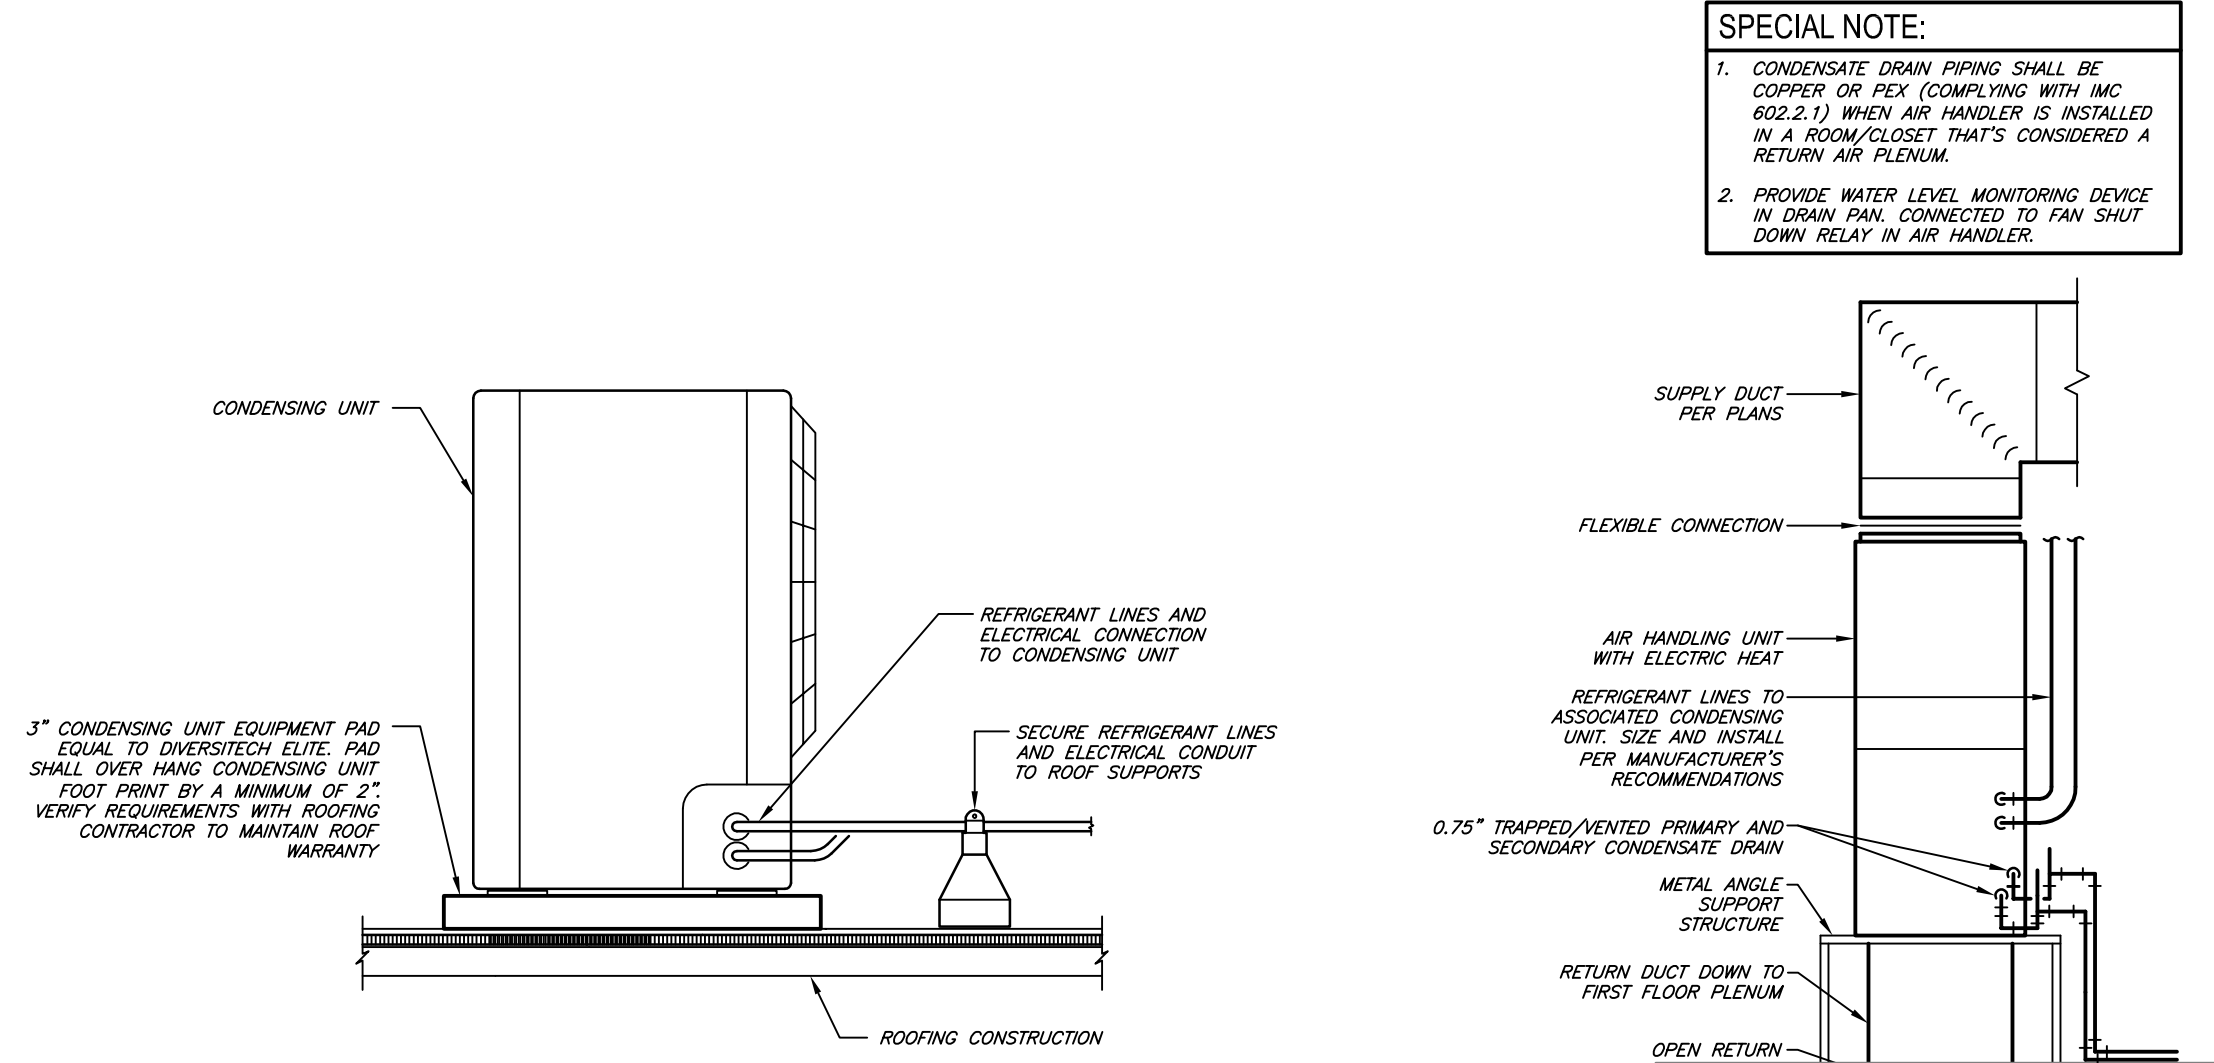 SPECIAL NOTE:
1. CONDENSATE DRAIN PIPING SHALL BE
COPPER OR PEX (COMPLYING WITH IMC
602.2.1) WHEN AIR HANDLER IS INSTALLED
IN A ROOM/CLOSET THAT'S CONSIDERED A
RETURN AIR PLENUM.
2. PROVIDE WATER LEVEL MONITORING DEVICE
IN DRAIN PAN. CONNECTED TO FAN SHUT
DOWN RELAY IN AIR HANDLER.
CONDENSING UNIT
REFRIGERANT LINES AND
ELECTRICAL CONNECTION
TO CONDENSING UNIT
3" CONDENSING UNIT EQUIPMENT PAD
EQUAL TO DIVERSITECH ELITE. PAD
SHALL OVER HANG CONDENSING UNIT
FOOT PRINT BY A MINIMUM OF 2".
VERIFY REQUIREMENTS WITH ROOFING
CONTRACTOR TO MAINTAIN ROOF
WARRANTY
SECURE REFRIGERANT LINES
AND ELECTRICAL CONDUIT
TO ROOF SUPPORTS
ROOFING CONSTRUCTION
SUPPLY DUCT
PER PLANS
FLEXIBLE CONNECTION
AIR HANDLING UNIT
WITH ELECTRIC HEAT
REFRIGERANT LINES TO
ASSOCIATED CONDENSING
UNIT. SIZE AND INSTALL
PER MANUFACTURER'S
RECOMMENDATIONS
0.75" TRAPPED/VENTED PRIMARY AND
SECONDARY CONDENSATE DRAIN
METAL ANGLE
SUPPORT
STRUCTURE
RETURN DUCT DOWN TO
FIRST FLOOR PLENUM
OPEN RETURN